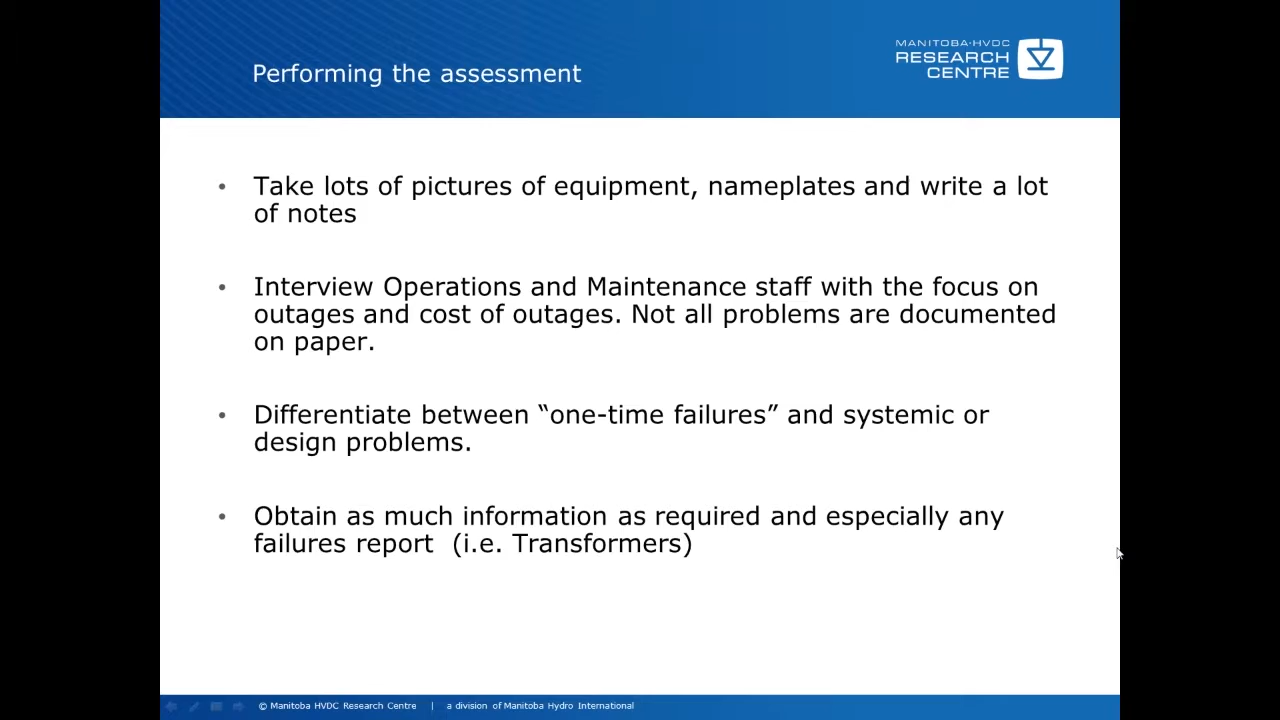 Performing the assessment
MANITOBA·HVDC
RESEARCH
CENTRE
• Take lots of pictures of equipment, nameplates and write a lot
of notes
• Interview Operations and Maintenance staff with the focus on
outages and cost of outages. Not all problems are documented
on paper.
• Differentiate between “one-time failures” and systemic or
design problems.
• Obtain as much information as required and especially any
failures report  (i.e. Transformers)
© Manitoba HVDC Research Centre | a division of Manitoba Hydro International